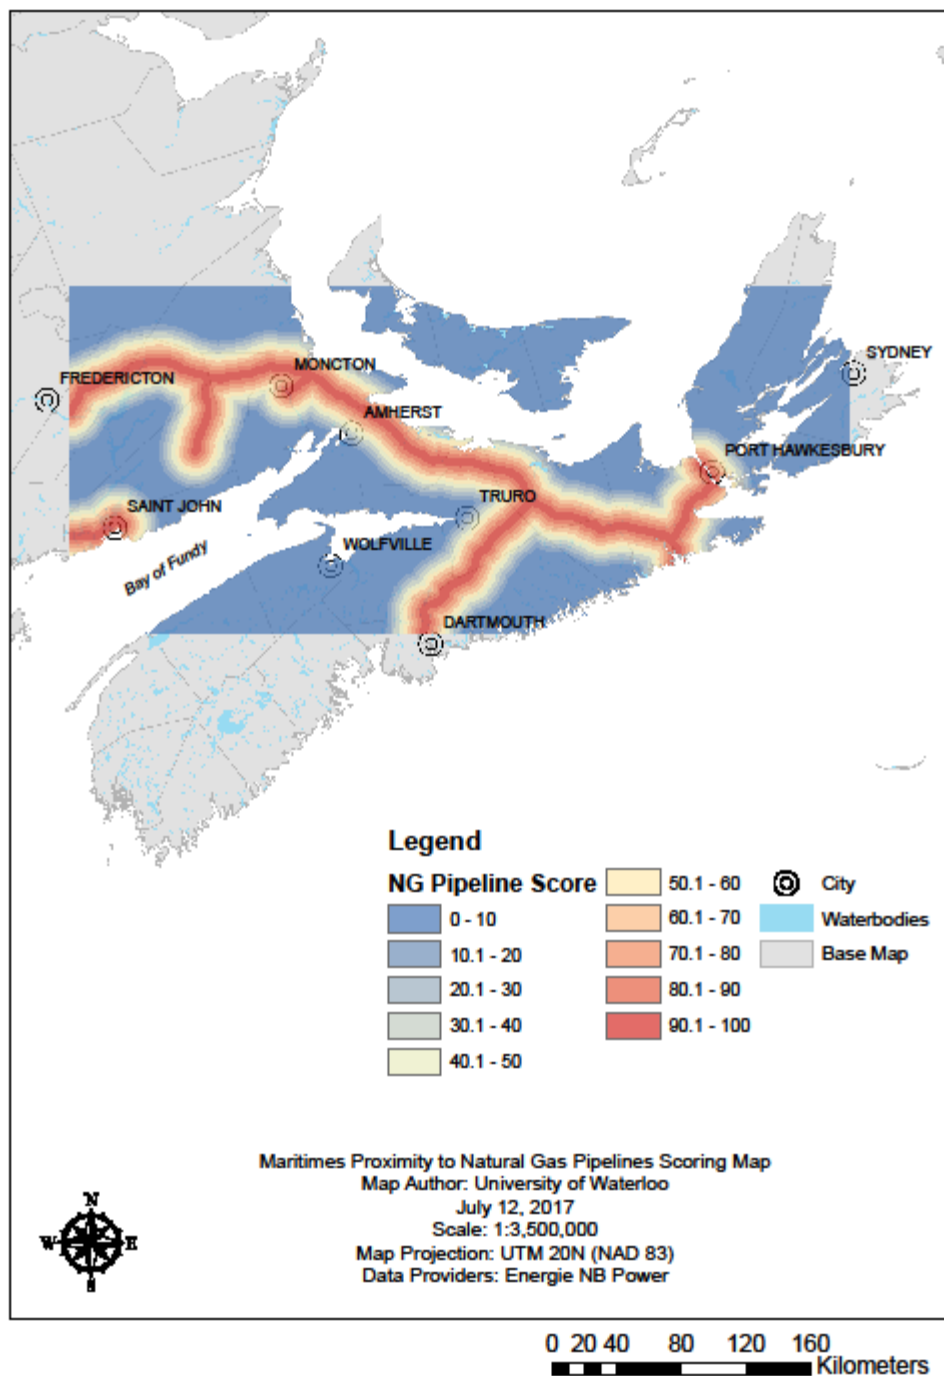 SYDNEY
MONCTON
FREDERICTON
AMHERST
PORT HAWKESBURY
TRURO
SAINT JOHN
WOLFVILLE
Bay of Fundy
DARTMOUTH
Legend
NG Pipeline Score
0 - 10
10.1 - 20
20.1 - 30
30.1 - 40
40.1 - 50
50.1 - 60
60.1 - 70
70.1 - 80
80.1 - 90
90.1 - 100
City
Waterbodies
Base Map
Maritimes Proximity to Natural Gas Pipelines Scoring Map
Map Author: University of Waterloo
July 12, 2017
Scale: 1:3,500,000
Map Projection: UTM 20N (NAD 83)
Data Providers: Energie NB Power
N
W E
S
0 20 40 80 120 160
Kilometers